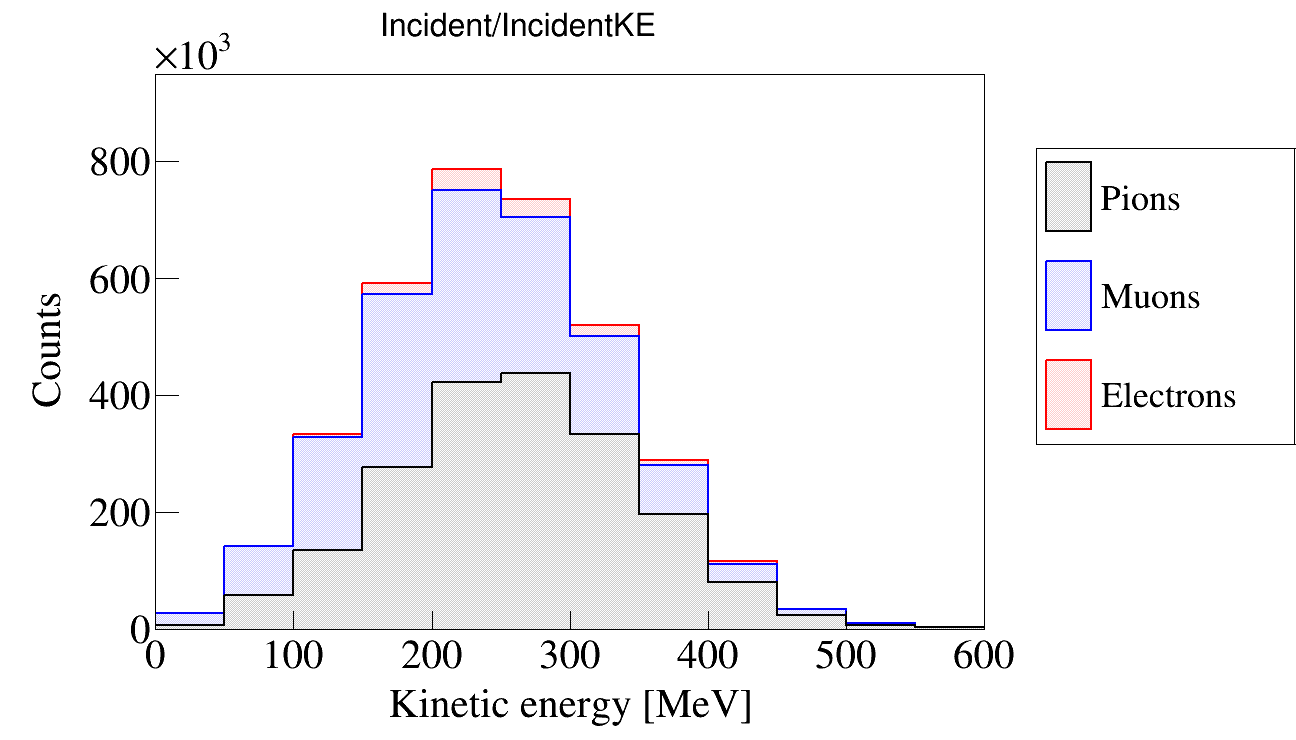 Incident/IncidentKE
×10³
800
600
400
200
0
Counts
0 100 200 300 400 500 600
Kinetic energy [MeV]
Pions
Muons
Electrons